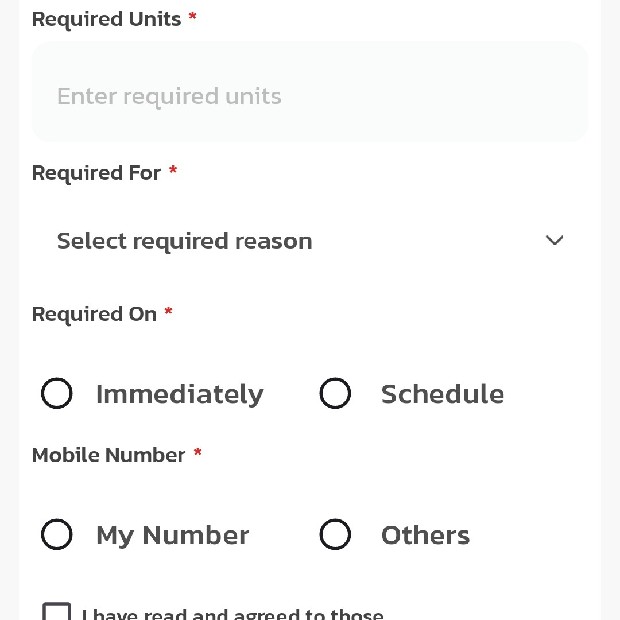 Required Units *
Enter required units
Required For *
Select required reason
Required On *
Immediately Schedule
Mobile Number *
My Number Others
I have read and agreed to those